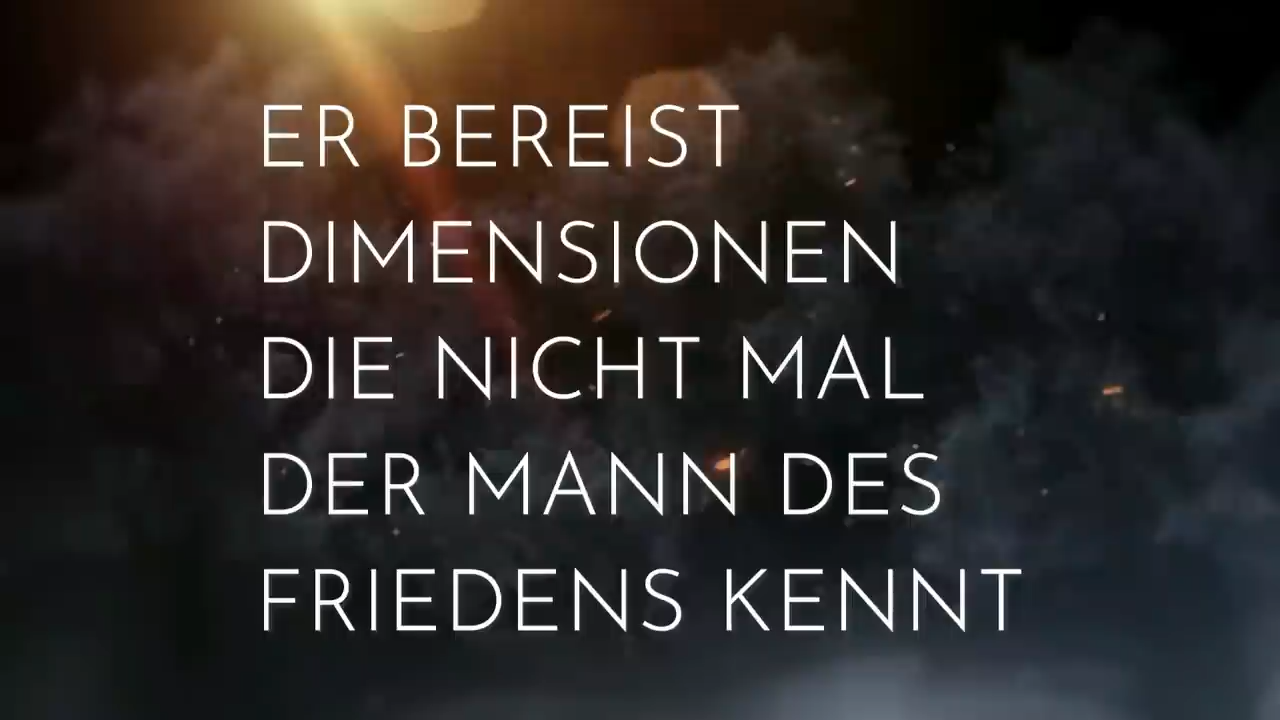 ER BEREIST
DIMENSIONEN
DIE NICHT MAL
DER MANN DES
FRIEDENS KENNT